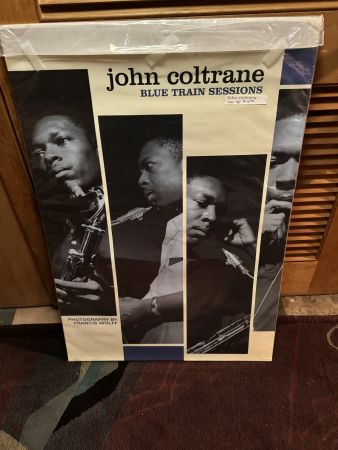 john coltrane
BLUE TRAIN SESSIONS
PHOTOGRAPHY BY
FRANCIS WOLFF